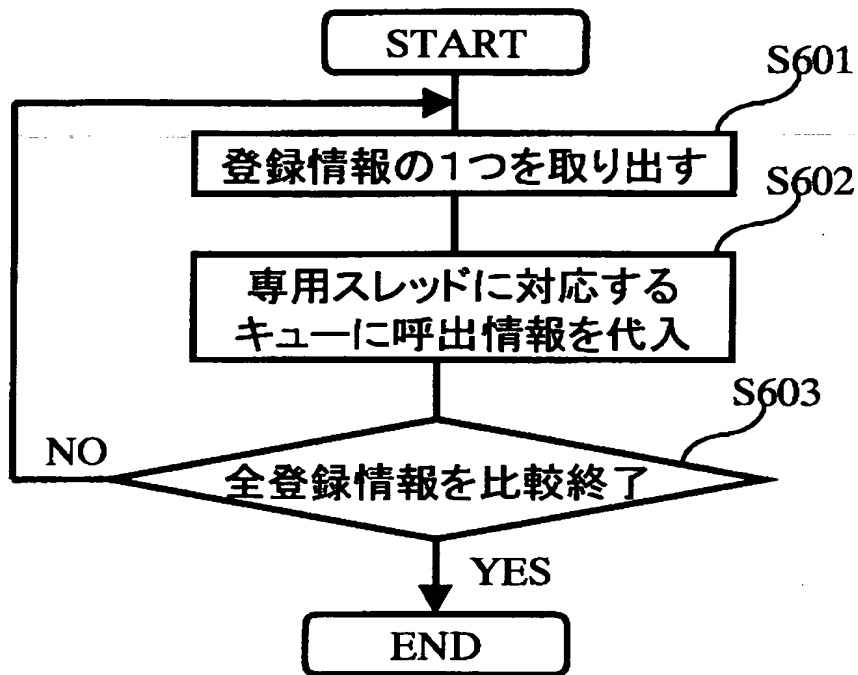 START
S601
登録情報の1つを取り出す
S602
専用スレッドに対応する
キューに呼出情報を代入
S603
NO
全登録情報を比較終了
YES
END